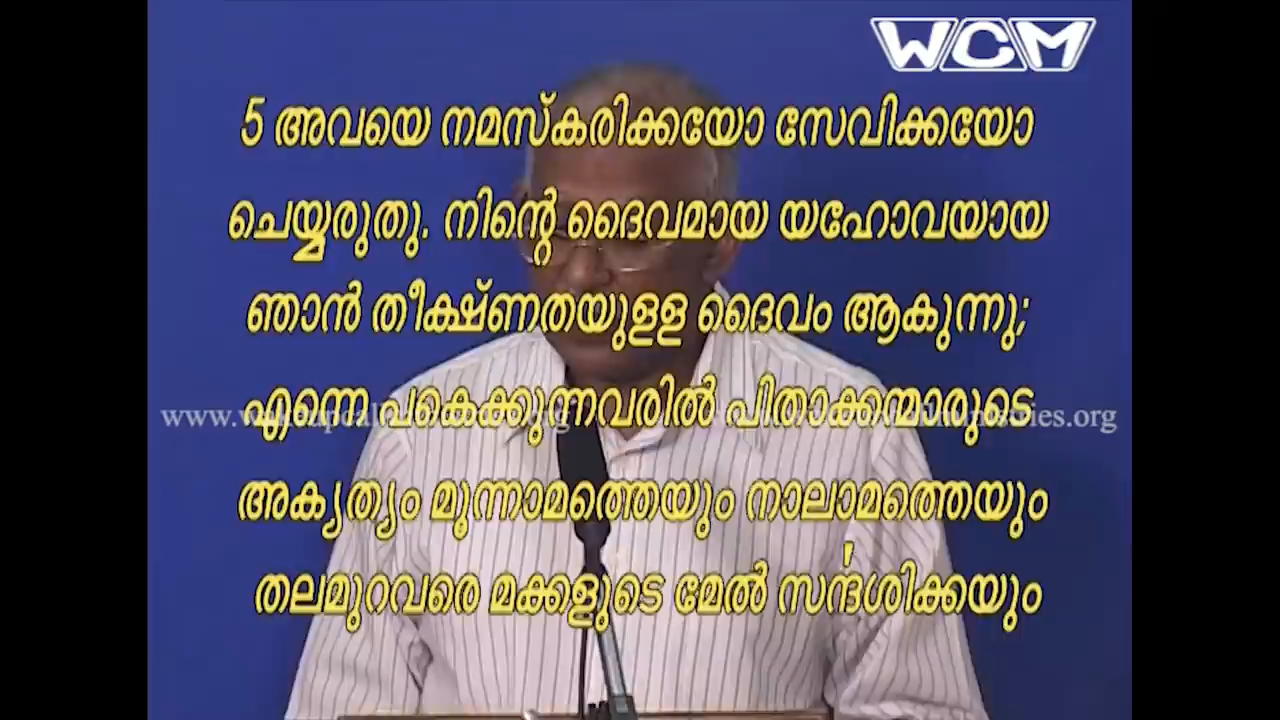 WCM
5 അവയെ നമസ്കരിക്കയോ സേവിക്കയോ
ചെയ്യരുതു. നിന്റെ ദൈവമായ യഹോവയായ
ഞാൻ തീക്ഷ്ണതയുളള ദൈവം ആകുന്നു;
എന്നെ പകെക്കുന്നവരിൽ പിതാക്കന്മാരുടെ
അകൃത്യം മൂന്നാമത്തെയും നാലാമത്തെയും
തലമുറവരെ മക്കളുടെ മേൽ സന്ദർശിക്കയും